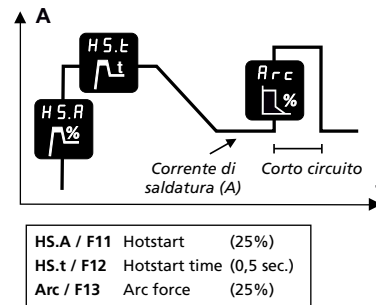 A
HS.t
t
HS.A
%
Arc
%
Corrente di
saldatura (A)
Corto circuito
HS.A / F11 Hotstart (25%)
HS.t / F12 Hotstart time (0,5 sec.)
Arc / F13 Arc force (25%)